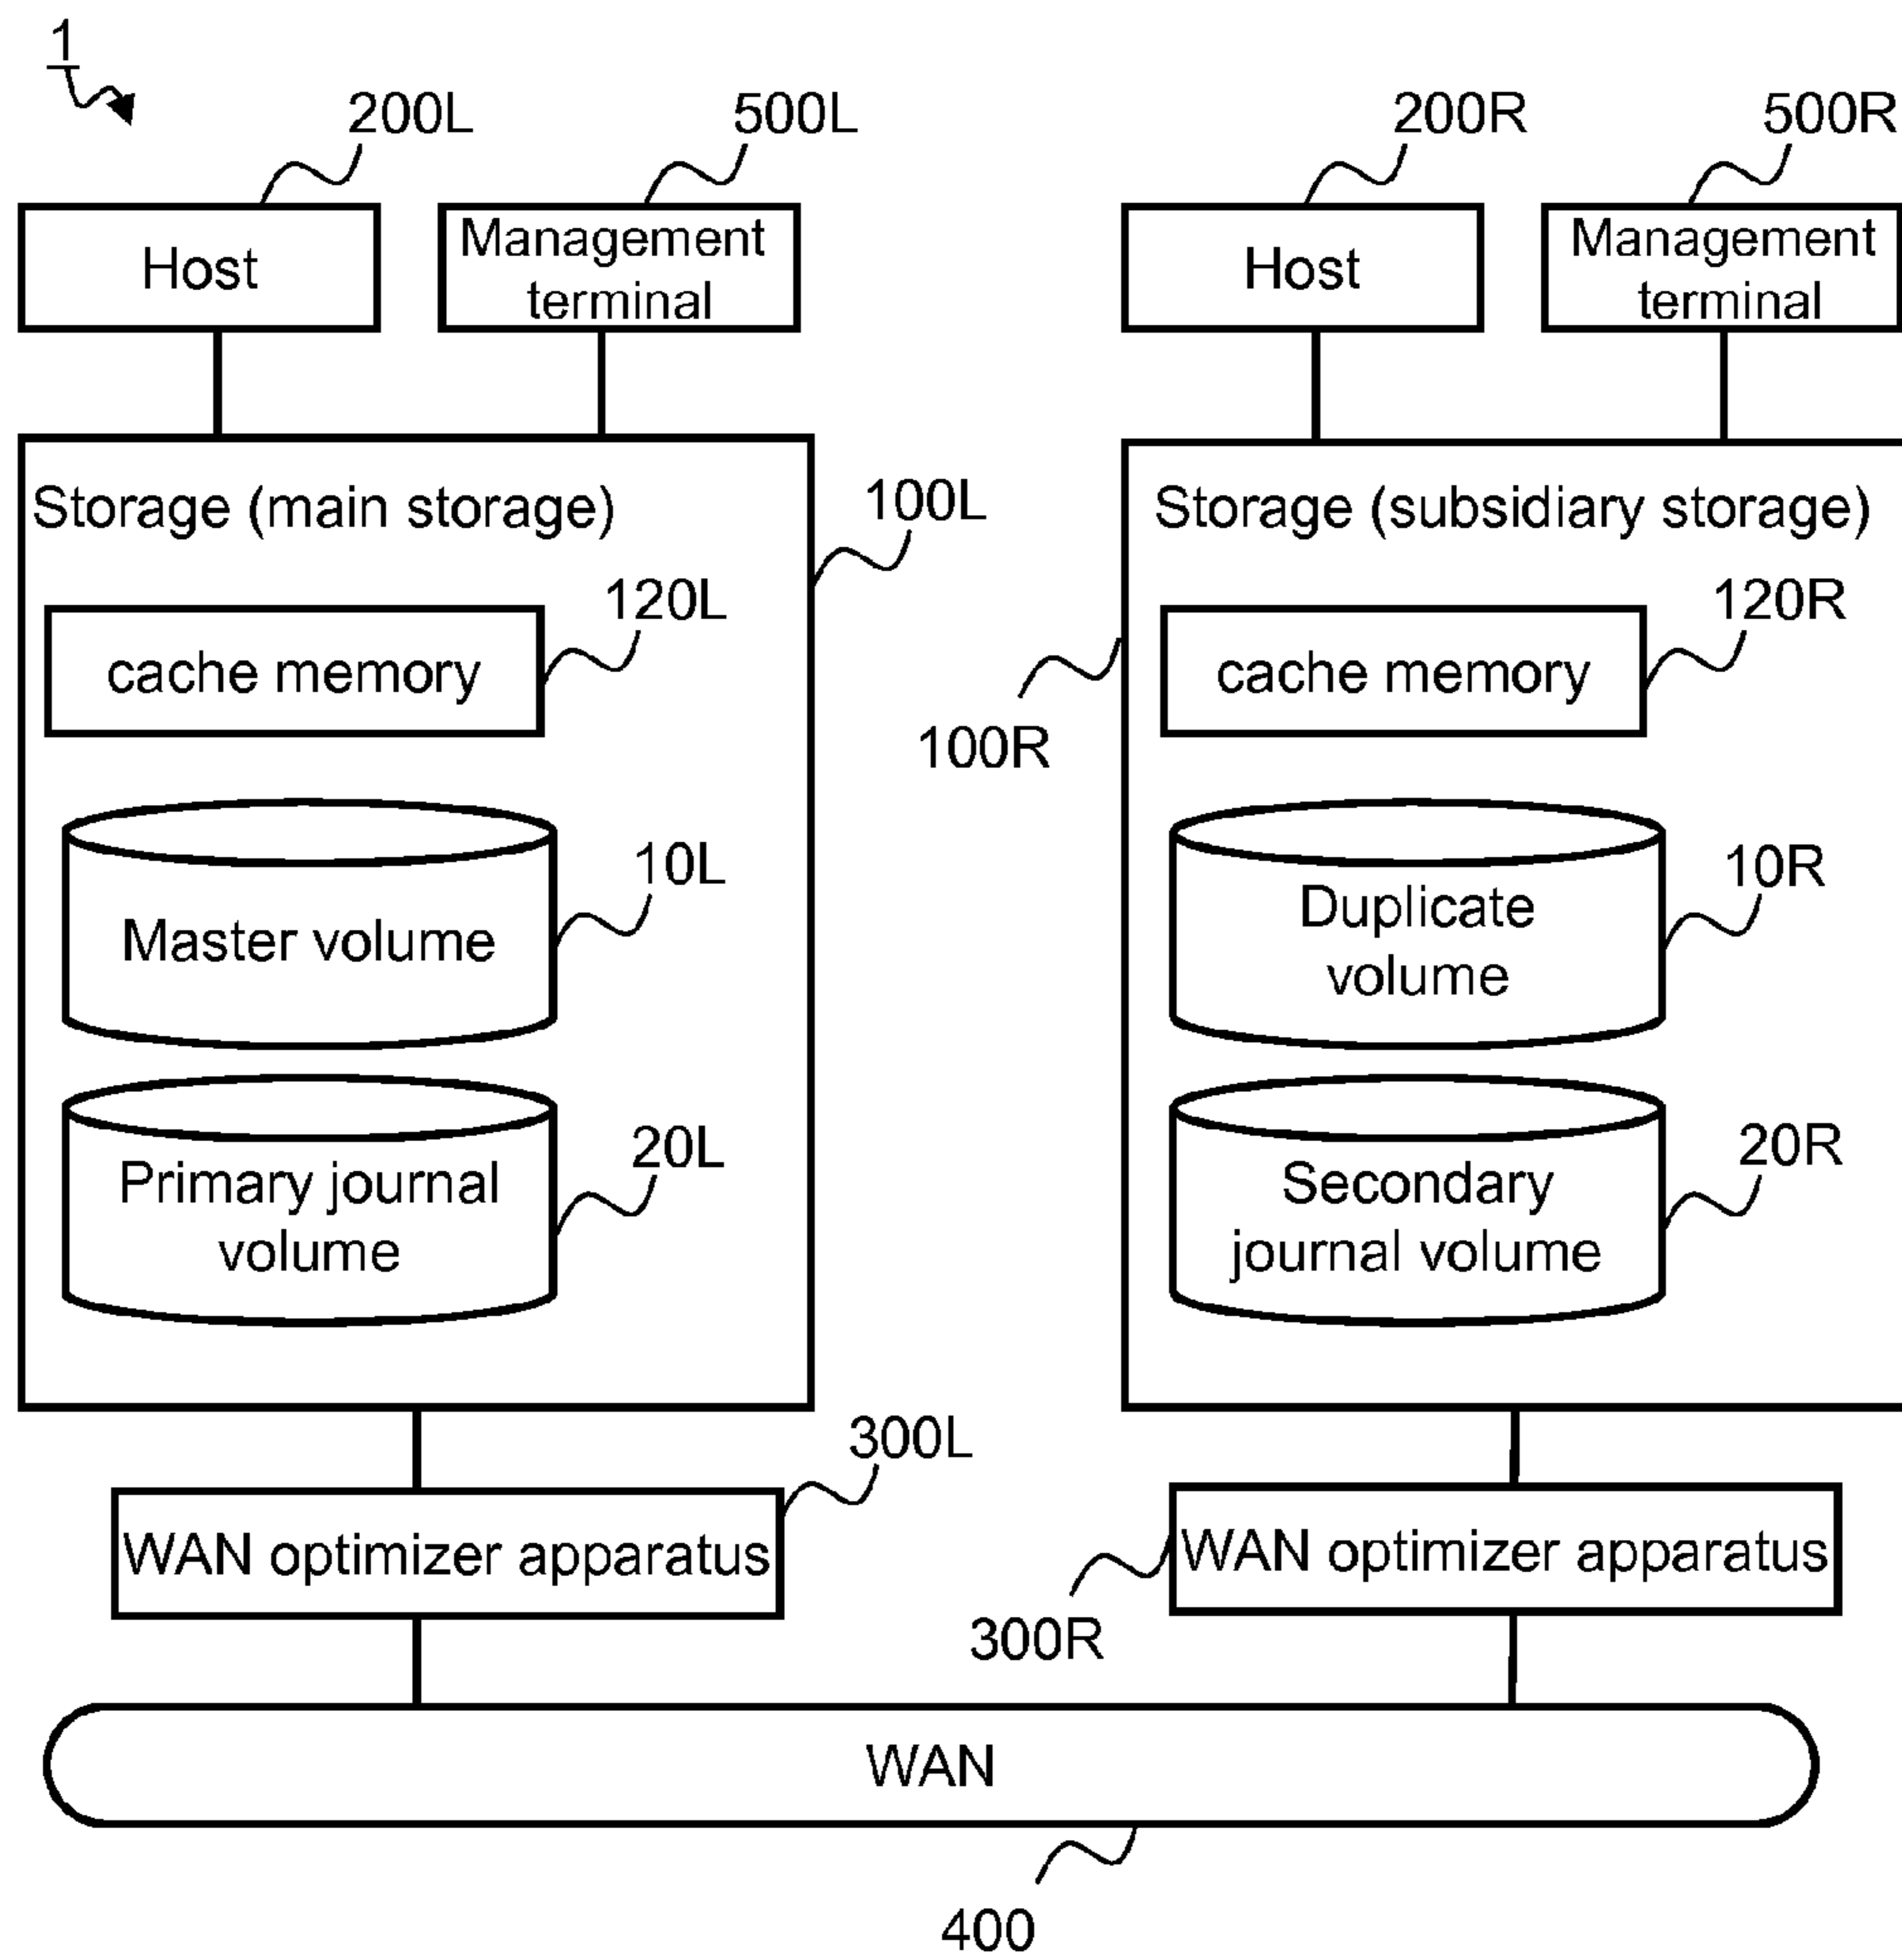 1
200L
500L
200R
500R
Host
Management
terminal
Host
Management
terminal
Storage (main storage)
100L
Storage (subsidiary storage)
120L
cache memory
120R
cache memory
100R
10L
Master volume
10R
Duplicate
volume
20L
Primary journal
volume
20R
Secondary
journal volume
300L
WAN optimizer apparatus
WAN optimizer apparatus
300R
WAN
400